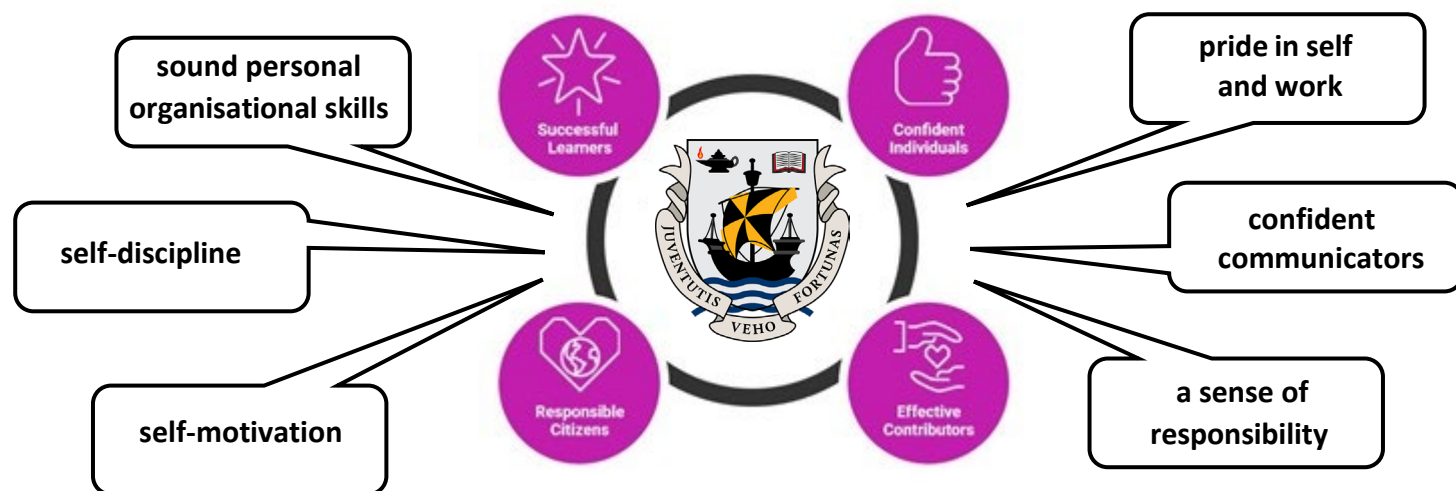 sound personal
organisational skills
self-discipline
self-motivation
Successful
Learners
Confident
Individuals
JUVENTUTIS
VEHO
FORTUNAS
Responsible
Citizens
Effective
Contributors
pride in self
and work
confident
communicators
a sense of
responsibility